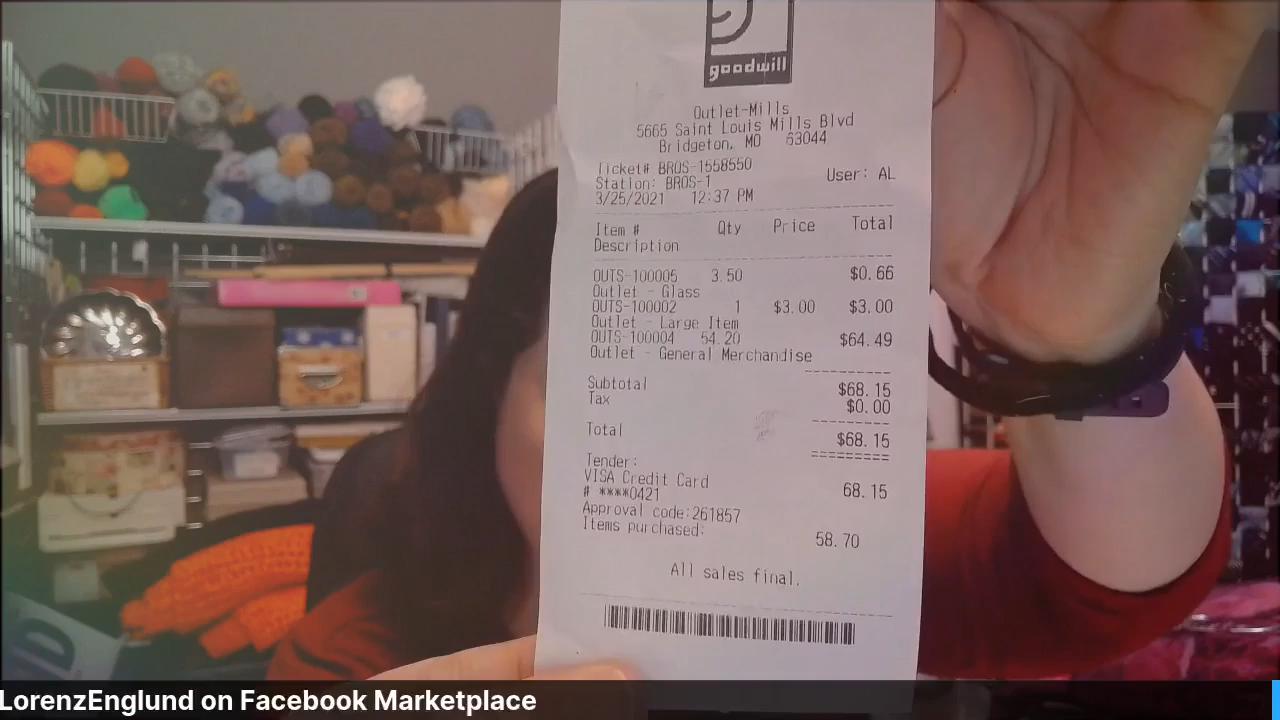 goodwill
Outlet-Mills
5665 Saint Louis Mills Blvd
Bridgeton, MO 63044
Ticket# BROS-1558550
Station: BROS-1 User: AL
3/25/2021 12:37 PM
Item # Qty Price Total
Description
OUTS-100005 3.50 $0.66
Outlet - Glass
OUTS-100002 1 $3.00 $3.00
Outlet - Large Item
OUTS-100004 54.20 $64.49
Outlet - General Merchandise
Subtotal $68.15
Tax $0.00
Total $68.15
Tender:
VISA Credit Card 68.15
# ****0421
Approval code:261857
Items purchased: 58.70
All sales final.
LorenzEnglund on Facebook Marketplace